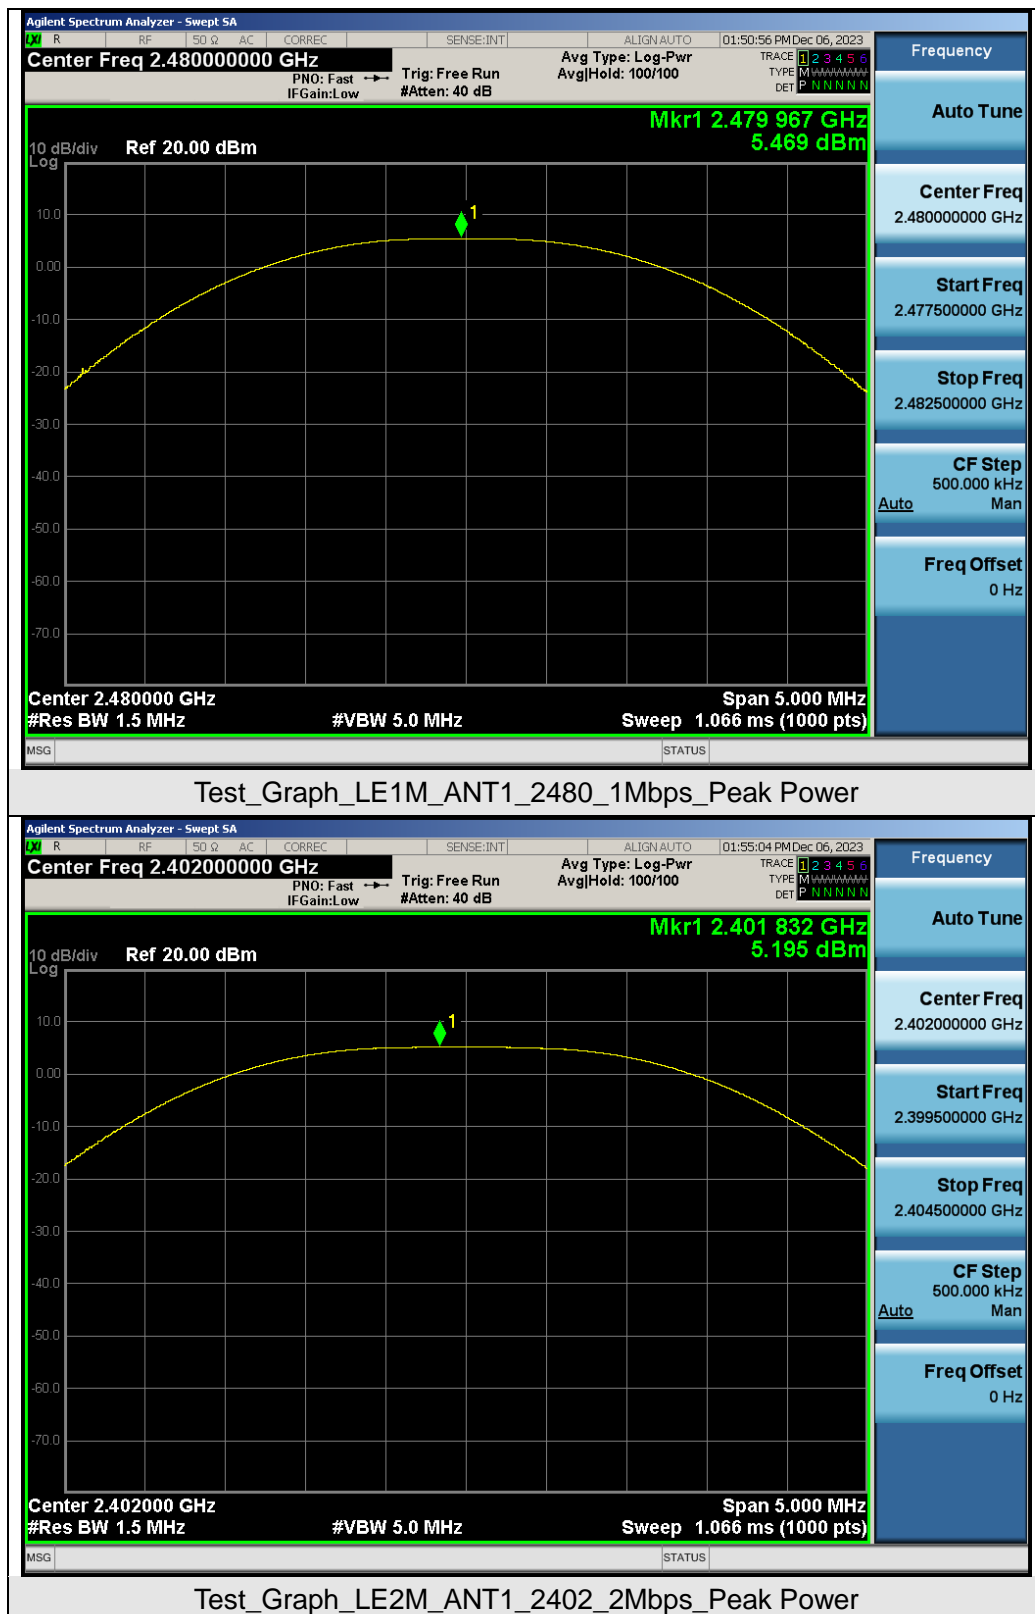 Agilent Spectrum Analyzer - Swept SA
LXI R RF 50 Ω AC CORREC SENSE:INT ALIGN AUTO 01:50:56 PM Dec 06, 2023
Center Freq 2.480000000 GHz
PNO: Fast Trig: Free Run
IFGain:Low #Atten: 40 dB
Avg Type: Log-Pwr
Avg|Hold: 100/100
TRACE 1 2 3 4 5 6
TYPE M WWWWW
DET P N N N N N
Mkr1 2.479 967 GHz
5.469 dBm
10 dB/div Ref 20.00 dBm
Log
1
10.0
0.00
-10.0
-20.0
-30.0
-40.0
-50.0
-60.0
-70.0
Center 2.480000 GHz Span 5.000 MHz
#Res BW 1.5 MHz #VBW 5.0 MHz Sweep 1.066 ms (1000 pts)
MSG STATUS
Frequency
Auto Tune
Center Freq
2.480000000 GHz
Start Freq
2.477500000 GHz
Stop Freq
2.482500000 GHz
CF Step
500.000 kHz
Auto Man
Freq Offset
0 Hz
Test_Graph_LE1M_ANT1_2480_1Mbps_Peak Power
Agilent Spectrum Analyzer - Swept SA
LXI R RF 50 Ω AC CORREC SENSE:INT ALIGN AUTO 01:55:04 PM Dec 06, 2023
Center Freq 2.402000000 GHz
PNO: Fast Trig: Free Run
IFGain:Low #Atten: 40 dB
Avg Type: Log-Pwr
Avg|Hold: 100/100
TRACE 1 2 3 4 5 6
TYPE M WWWWW
DET P N N N N N
Mkr1 2.401 832 GHz
5.195 dBm
10 dB/div Ref 20.00 dBm
Log
1
10.0
0.00
-10.0
-20.0
-30.0
-40.0
-50.0
-60.0
-70.0
Center 2.402000 GHz Span 5.000 MHz
#Res BW 1.5 MHz #VBW 5.0 MHz Sweep 1.066 ms (1000 pts)
MSG STATUS
Frequency
Auto Tune
Center Freq
2.402000000 GHz
Start Freq
2.399500000 GHz
Stop Freq
2.404500000 GHz
CF Step
500.000 kHz
Auto Man
Freq Offset
0 Hz
Test_Graph_LE2M_ANT1_2402_2Mbps_Peak Power